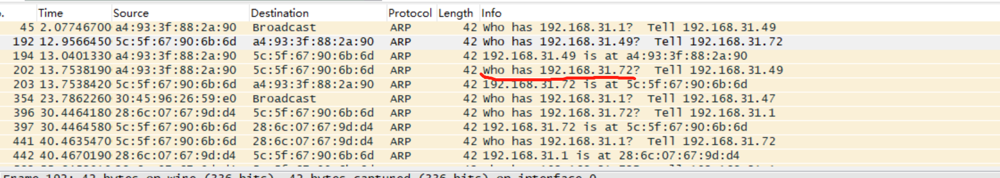 . Time Source Destination Protocol Length Info
45 2.07746700 a4:93:3f:88:2a:90 Broadcast ARP 42 Who has 192.168.31.1? Tell 192.168.31.49
192 12.9566450 5c:5f:67:90:6b:6d a4:93:3f:88:2a:90 ARP 42 Who has 192.168.31.49? Tell 192.168.31.72
194 13.0401330 a4:93:3f:88:2a:90 5c:5f:67:90:6b:6d ARP 42 192.168.31.49 is at a4:93:3f:88:2a:90
202 13.7538190 a4:93:3f:88:2a:90 5c:5f:67:90:6b:6d ARP 42 Who has 192.168.31.72? Tell 192.168.31.49
203 13.7538420 5c:5f:67:90:6b:6d a4:93:3f:88:2a:90 ARP 42 192.168.31.72 is at 5c:5f:67:90:6b:6d
354 23.7862260 30:45:96:26:59:e0 Broadcast ARP 42 Who has 192.168.31.1? Tell 192.168.31.47
396 30.4464180 28:6c:07:67:9d:d4 5c:5f:67:90:6b:6d ARP 42 Who has 192.168.31.72? Tell 192.168.31.1
397 30.4464580 5c:5f:67:90:6b:6d 28:6c:07:67:9d:d4 ARP 42 192.168.31.72 is at 5c:5f:67:90:6b:6d
441 40.4635470 5c:5f:67:90:6b:6d 28:6c:07:67:9d:d4 ARP 42 Who has 192.168.31.1? Tell 192.168.31.72
442 40.4670190 28:6c:07:67:9d:d4 5c:5f:67:90:6b:6d ARP 42 192.168.31.1 is at 28:6c:07:67:9d:d4
Frame 192: 42 bytes on wire (336 bits), 42 bytes captured (336 bits) on interface 0